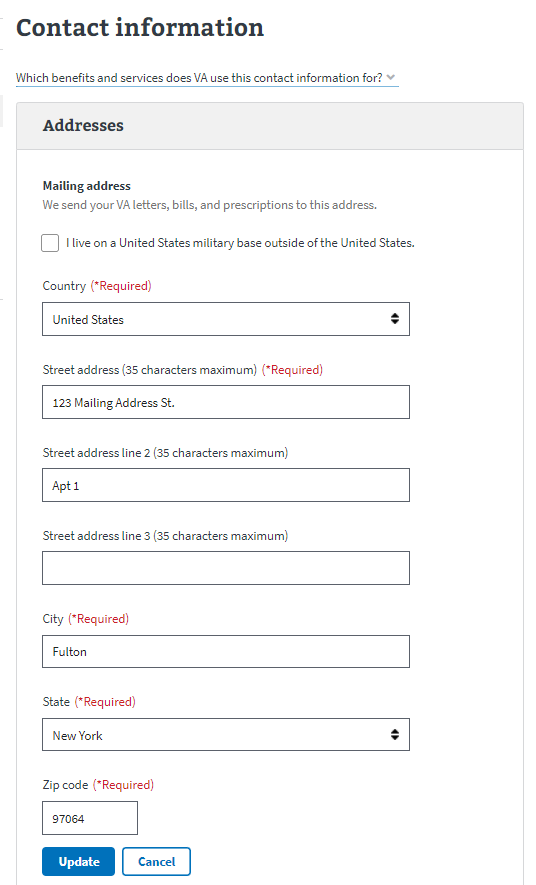 Contact information
Which benefits and services does VA use this contact information for?
Addresses
Mailing address
We send your VA letters, bills, and prescriptions to this address.
I live on a United States military base outside of the United States.
Country (*Required)
United States
Street address (35 characters maximum) (*Required)
123 Mailing Address St.
Street address line 2 (35 characters maximum)
Apt 1
Street address line 3 (35 characters maximum)
City (*Required)
Fulton
State (*Required)
New York
Zip code (*Required)
97064
Update Cancel